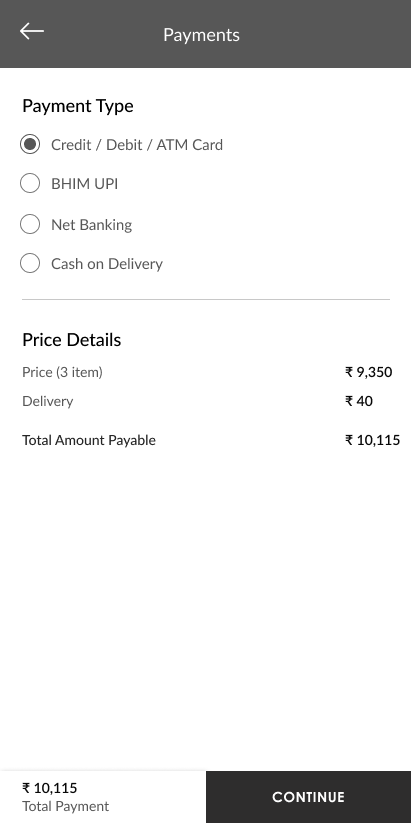 Payments
Payment Type
Credit / Debit / ATM Card
BHIM UPI
Net Banking
Cash on Delivery
Price Details
Price (3 item) ₹ 9,350
Delivery ₹ 40
Total Amount Payable ₹ 10,115
₹ 10,115
Total Payment
CONTINUE